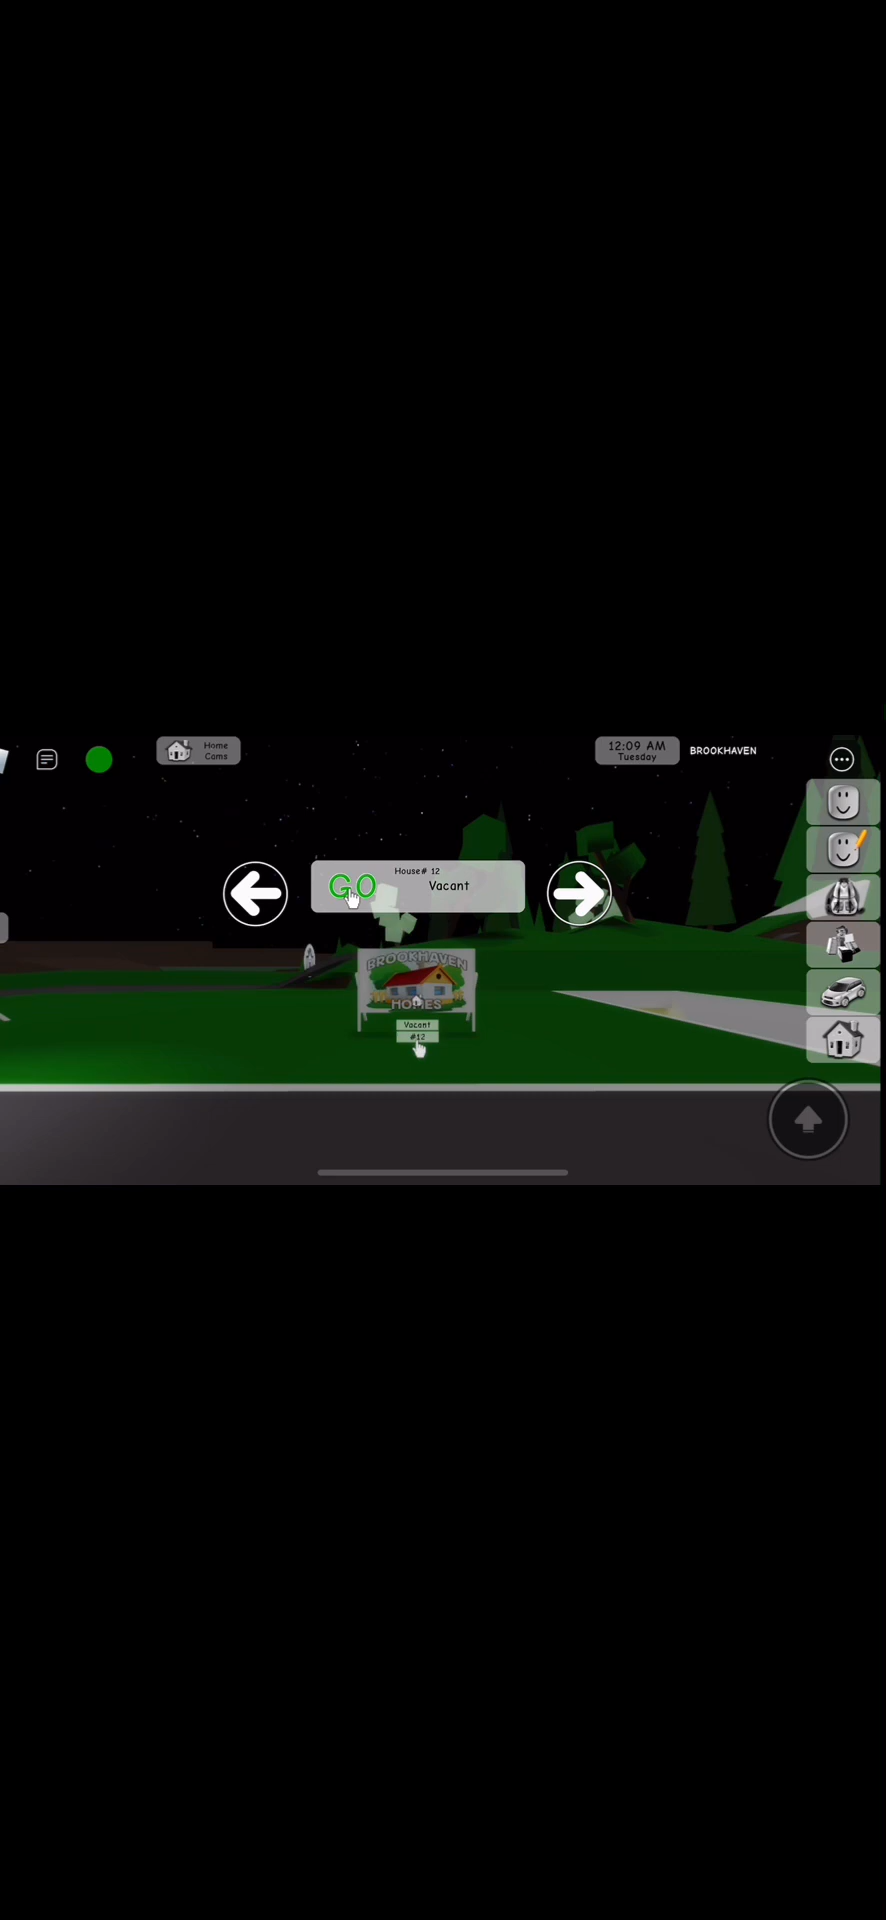 Home
Cams
12:09 AM
Tuesday
BROOKHAVEN
House# 12
GO
Vacant
BROOKHAVEN
HOMES
Vacant
#12